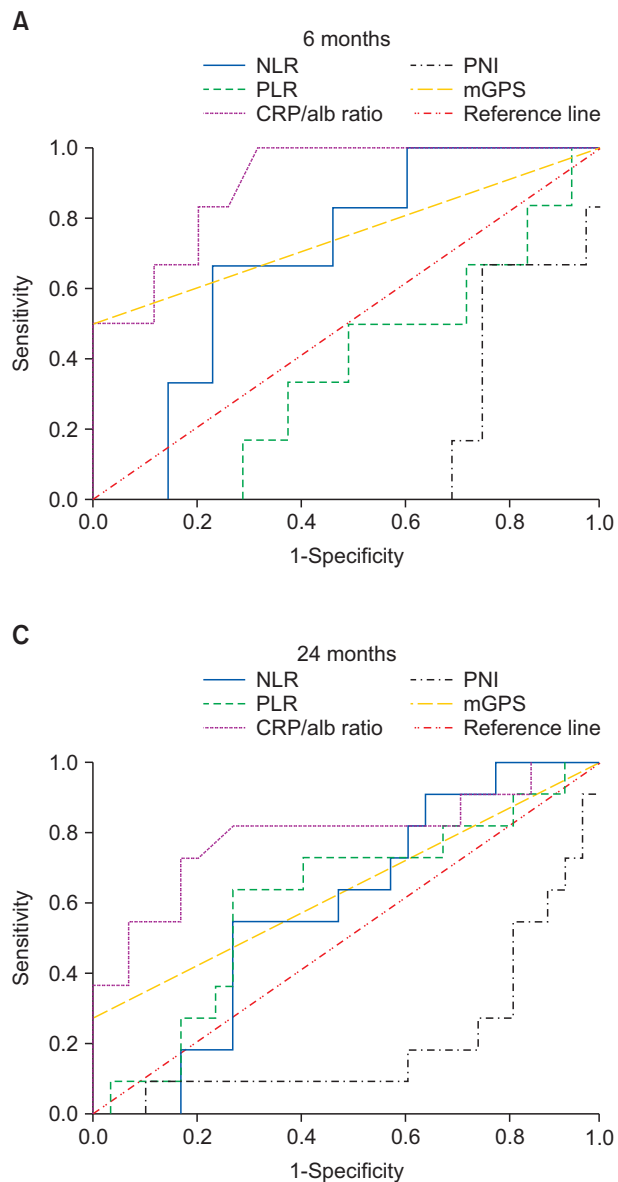 A
6 months
NLR PNI
PLR mGPS
CRP/alb ratio Reference line
1.0
0.8
0.6
0.4
0.2
0.0
Sensitivity
0.0 0.2 0.4 0.6 0.8 1.0
1-Specificity
C
24 months
NLR PNI
PLR mGPS
CRP/alb ratio Reference line
1.0
0.8
0.6
0.4
0.2
0.0
Sensitivity
0.0 0.2 0.4 0.6 0.8 1.0
1-Specificity